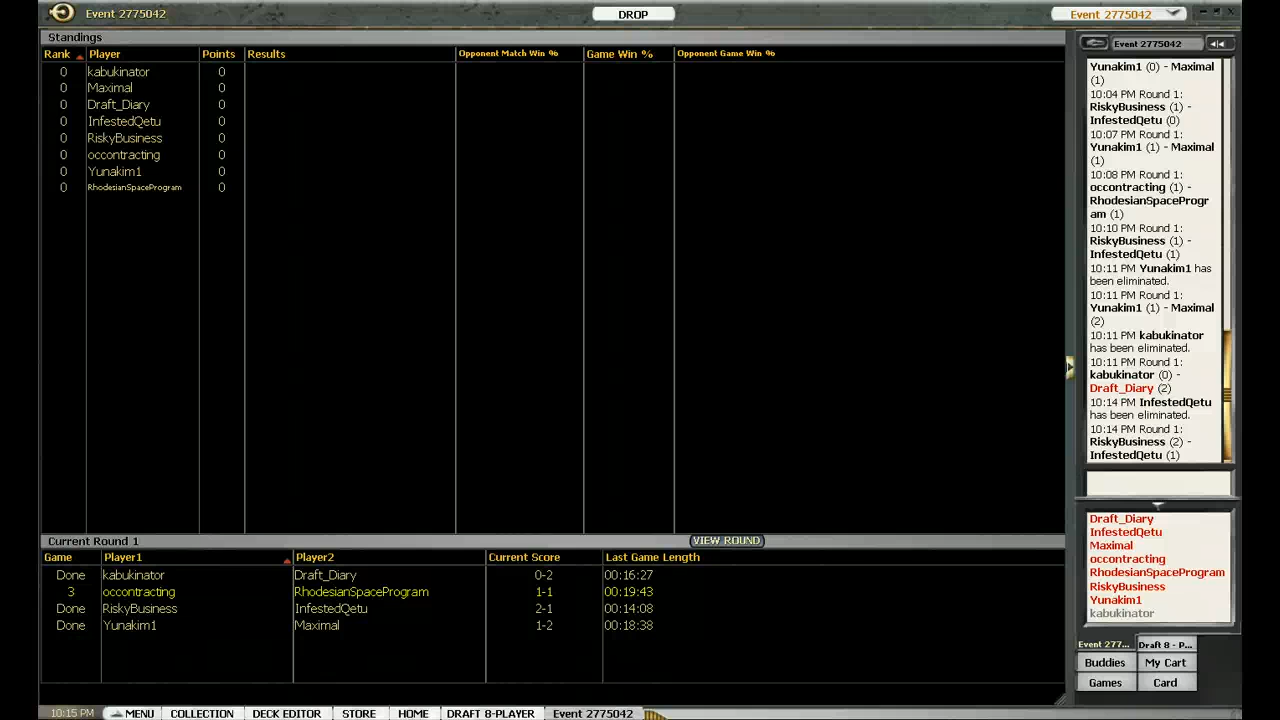 Event 2775042
DROP
Event 2775042
Standings
Rank Player Points Results Opponent Match Win % Game Win % Opponent Game Win %
0 kabukinator 0
0 Maximal 0
0 Draft_Diary 0
0 InfestedQetu 0
0 RiskyBusiness 0
0 occontracting 0
0 Yunakim1 0
0 RhodesianSpaceProgram 0
Current Round 1
VIEW ROUND
Game Player1 Player2 Current Score Last Game Length
Done kabukinator Draft_Diary 0-2 00:16:27
3 occontracting RhodesianSpaceProgram 1-1 00:19:43
Done RiskyBusiness InfestedQetu 2-1 00:14:08
Done Yunakim1 Maximal 1-2 00:18:38
Event 2775042
Yunakim1 (0) - Maximal
(1)
10:04 PM Round 1:
RiskyBusiness (1) -
InfestedQetu (0)
10:07 PM Round 1:
Yunakim1 (1) - Maximal
(1)
10:08 PM Round 1:
occontracting (1) -
RhodesianSpaceProgr
am (1)
10:10 PM Round 1:
RiskyBusiness (1) -
InfestedQetu (1)
10:11 PM Yunakim1 has
been eliminated.
10:11 PM Round 1:
Yunakim1 (1) - Maximal
(2)
10:11 PM kabukinator
has been eliminated.
10:11 PM Round 1:
kabukinator (0) -
Draft_Diary (2)
10:14 PM InfestedQetu
has been eliminated.
10:14 PM Round 1:
RiskyBusiness (2) -
InfestedQetu (1)
Draft_Diary
InfestedQetu
Maximal
occontracting
RhodesianSpaceProgram
RiskyBusiness
Yunakim1
kabukinator
Event 277... Draft 8 - P...
Buddies My Cart
Games Card
10:15 PM MENU COLLECTION DECK EDITOR STORE HOME DRAFT 8-PLAYER Event 2775042